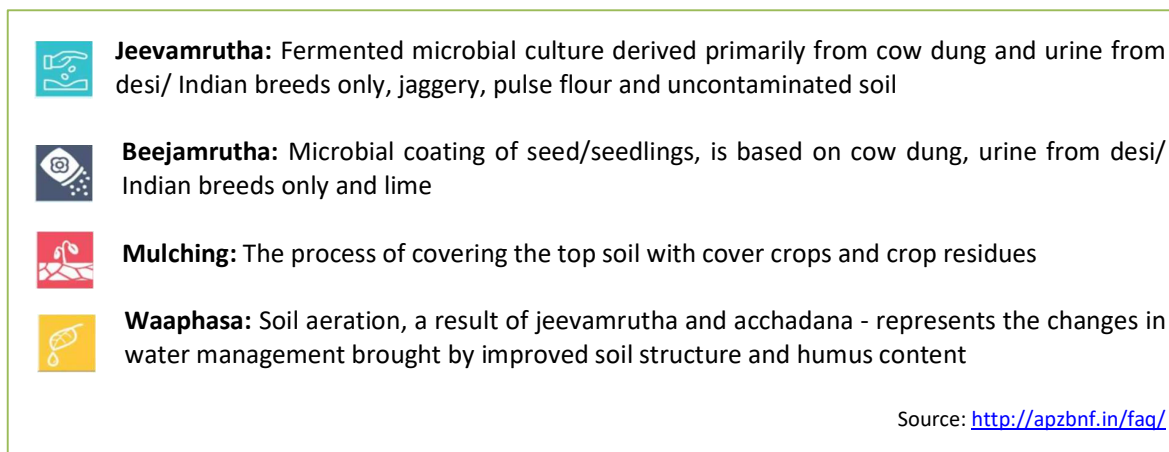 Jeevamrutha: Fermented microbial culture derived primarily from cow dung and urine from
desi/ Indian breeds only, jaggery, pulse flour and uncontaminated soil
Beejamrutha: Microbial coating of seed/seedlings, is based on cow dung, urine from desi/
Indian breeds only and lime
Mulching: The process of covering the top soil with cover crops and crop residues
Waaphasa: Soil aeration, a result of jeevamrutha and acchadana - represents the changes in
water management brought by improved soil structure and humus content
Source: http://apzbnf.in/faq/